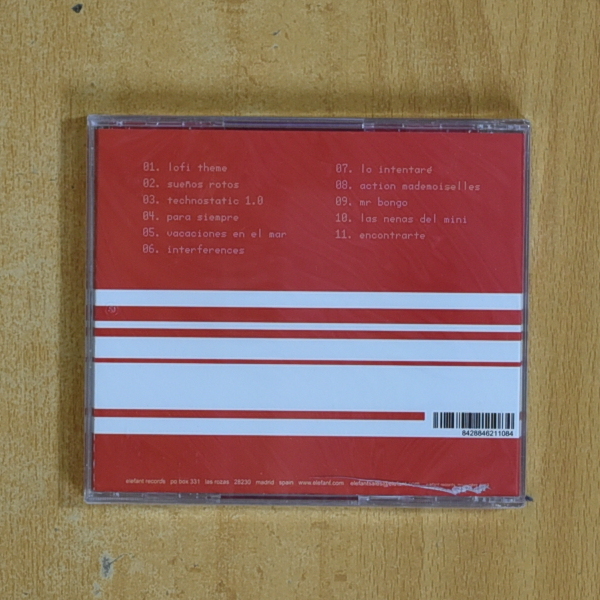 01. lofi theme
02. sueños rotos
03. technostatic 1.0
04. para siempre
05. vacaciones en el mar
06. interferences
07. lo intentaré
08. action mademoiselles
09. mr bongo
10. las nenas del mini
11. encontrarte
8428846211084
elefant records po box 331 las rozas 28230 madrid spain www.elefant.com